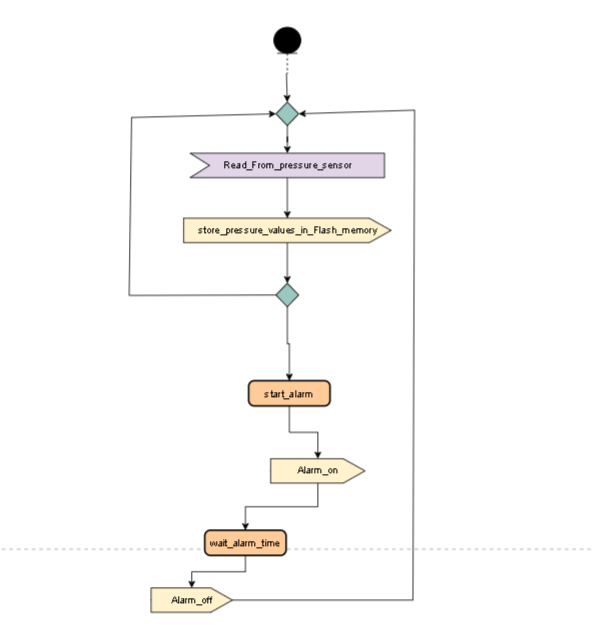 Read_From_pressure_sensor
store_pressure_values_in_Flash_memory
start_alarm
Alarm_on
wait_alarm_time
Alarm_off